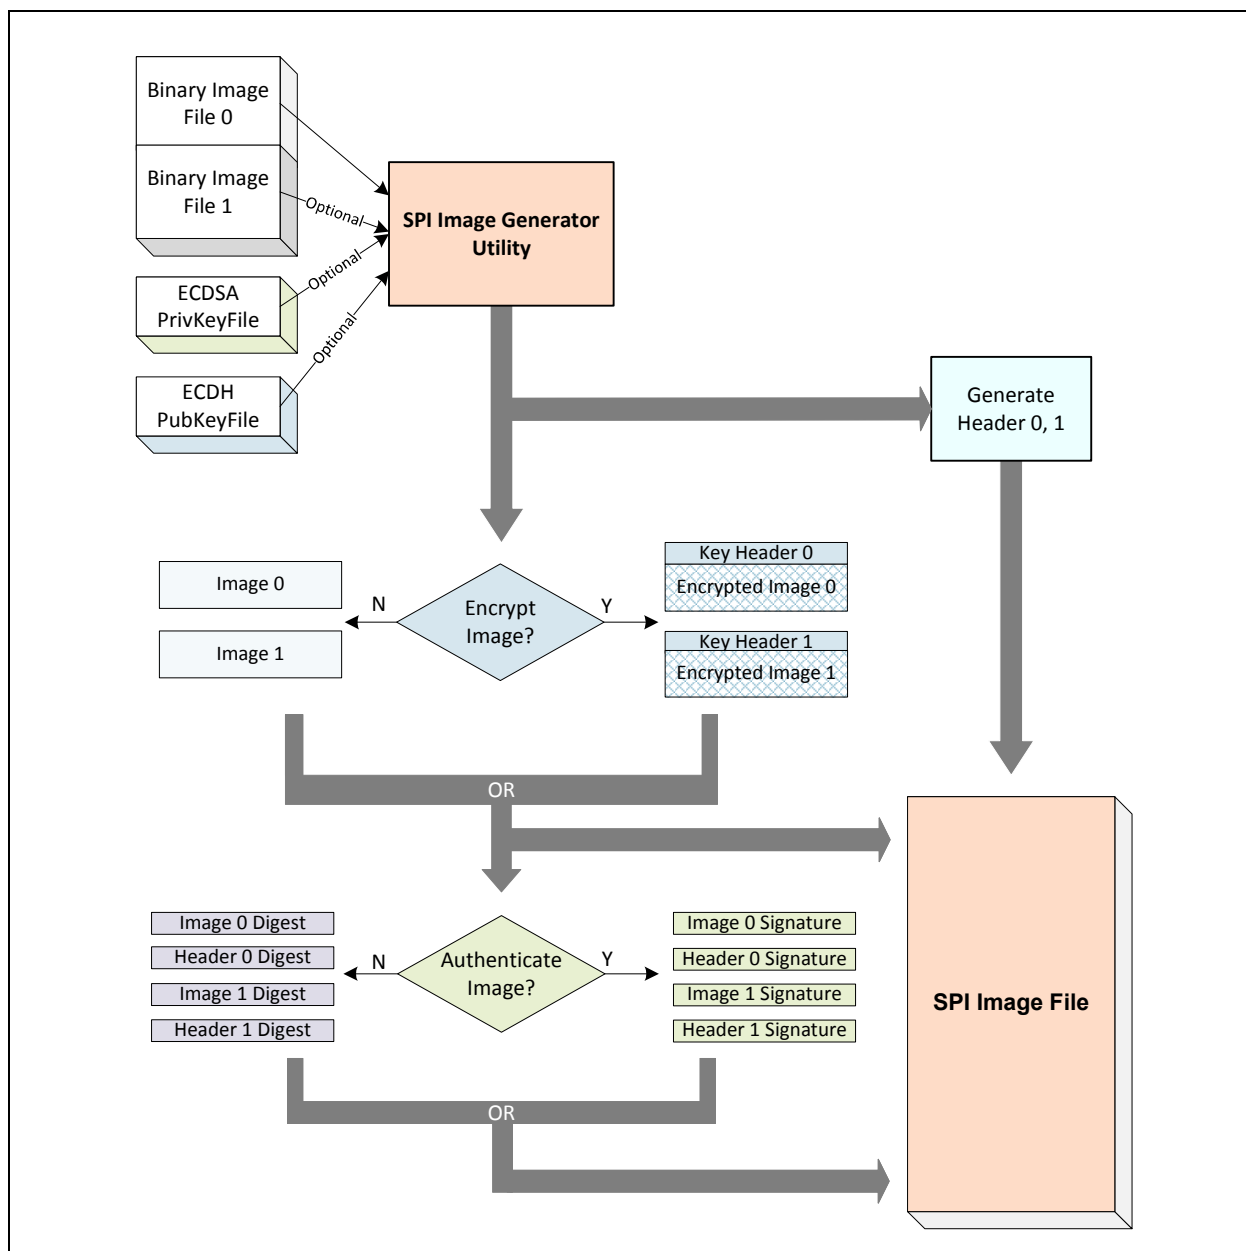 Binary Image
File 0
Binary Image
File 1
Optional
SPI Image Generator
Utility
ECDSA
PrivKeyFile
Optional
ECDH
PubKeyFile
Optional
Generate
Header 0, 1
Image 0
Image 1
N
Encrypt
Image?
Y
Key Header 0
Encrypted Image 0
Key Header 1
Encrypted Image 1
OR
Image 0 Digest
Header 0 Digest
Image 1 Digest
Header 1 Digest
N
Authenticate
Image?
Y
Image 0 Signature
Header 0 Signature
Image 1 Signature
Header 1 Signature
SPI Image File
OR